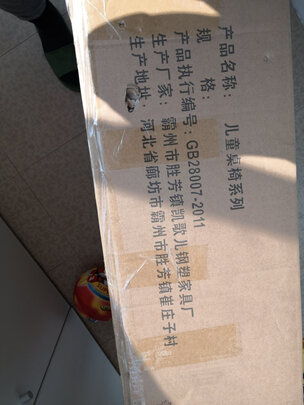 产品名称： 儿童桌椅系列
规 格：
产品执行编号：GB28007-2011
生产厂家：霸州市胜芳镇凯歌儿钢塑家具厂
生产地址：河北省廊坊市霸州市胜芳镇崔庄子村